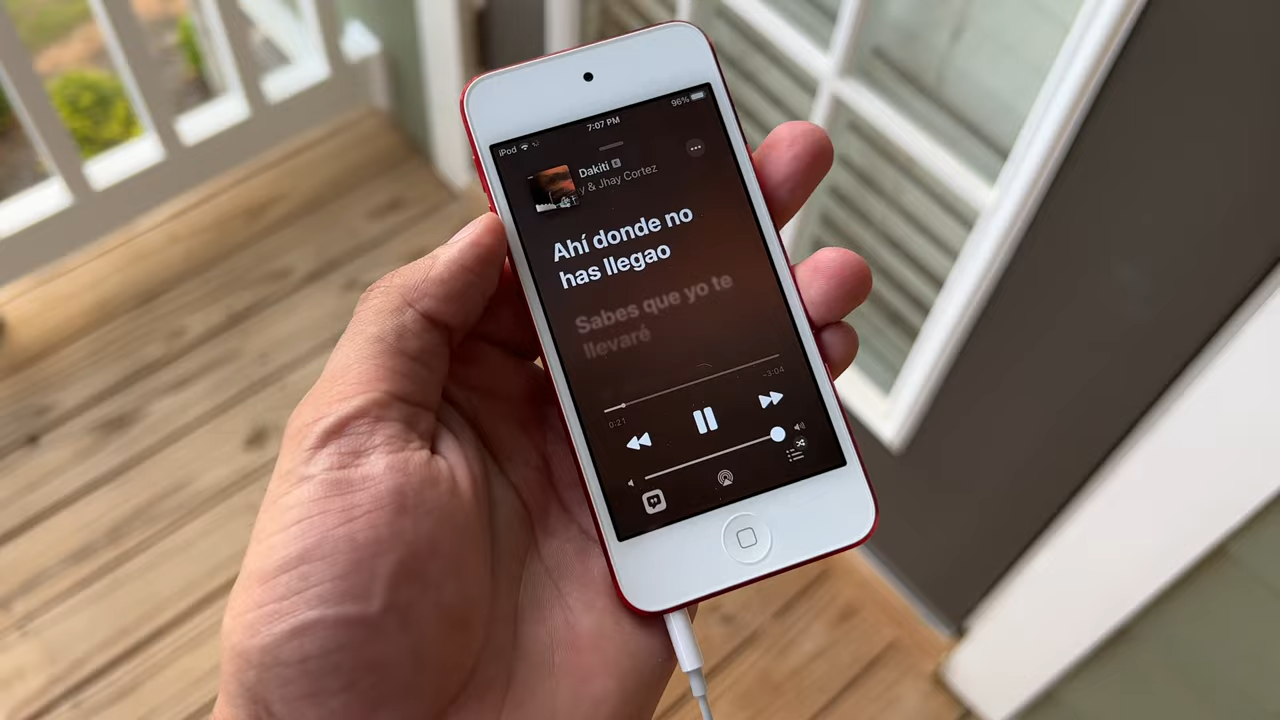 7:07 PM
96%
iPod
Dakiti E
y & Jhay Cortez
Ahí donde no
has llegao
Sabes que yo te
llevaré
0:21
-3:04